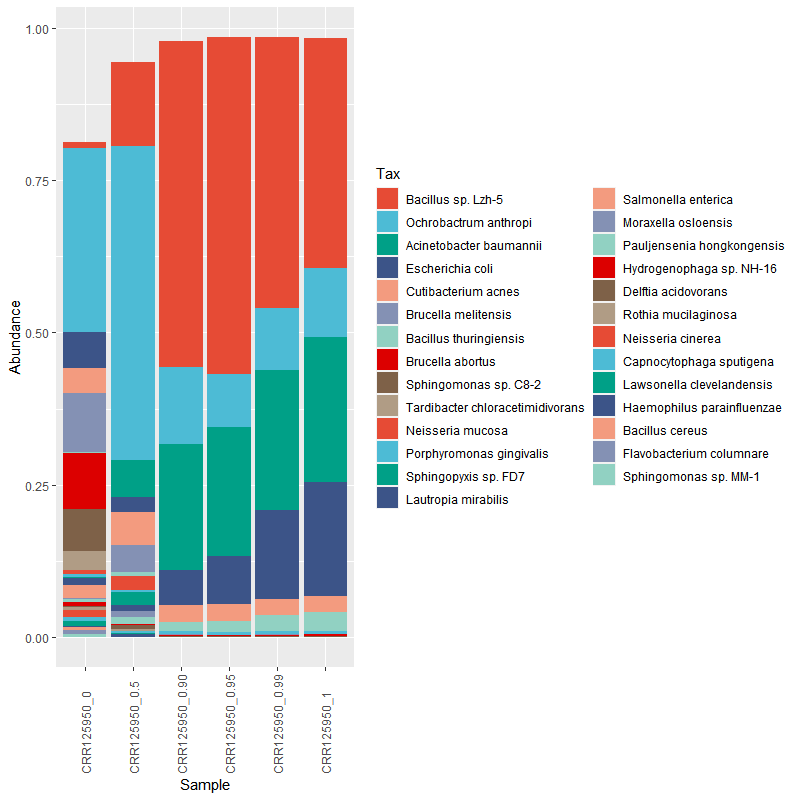 1.00
0.75
0.50
0.25
0.00
Abundance
CRR125950_0
CRR125950_0.5
CRR125950_0.90
CRR125950_0.95
CRR125950_0.99
CRR125950_1
Sample
Tax
Bacillus sp. Lzh-5
Ochrobactrum anthropi
Acinetobacter baumannii
Escherichia coli
Cutibacterium acnes
Brucella melitensis
Bacillus thuringiensis
Brucella abortus
Sphingomonas sp. C8-2
Tardibacter chloracetimidivorans
Neisseria mucosa
Porphyromonas gingivalis
Sphingopyxis sp. FD7
Lautropia mirabilis
Salmonella enterica
Moraxella osloensis
Pauljensenia hongkongensis
Hydrogenophaga sp. NH-16
Delftia acidovorans
Rothia mucilaginosa
Neisseria cinerea
Capnocytophaga sputigena
Lawsonella clevelandensis
Haemophilus parainfluenzae
Bacillus cereus
Flavobacterium columnare
Sphingomonas sp. MM-1